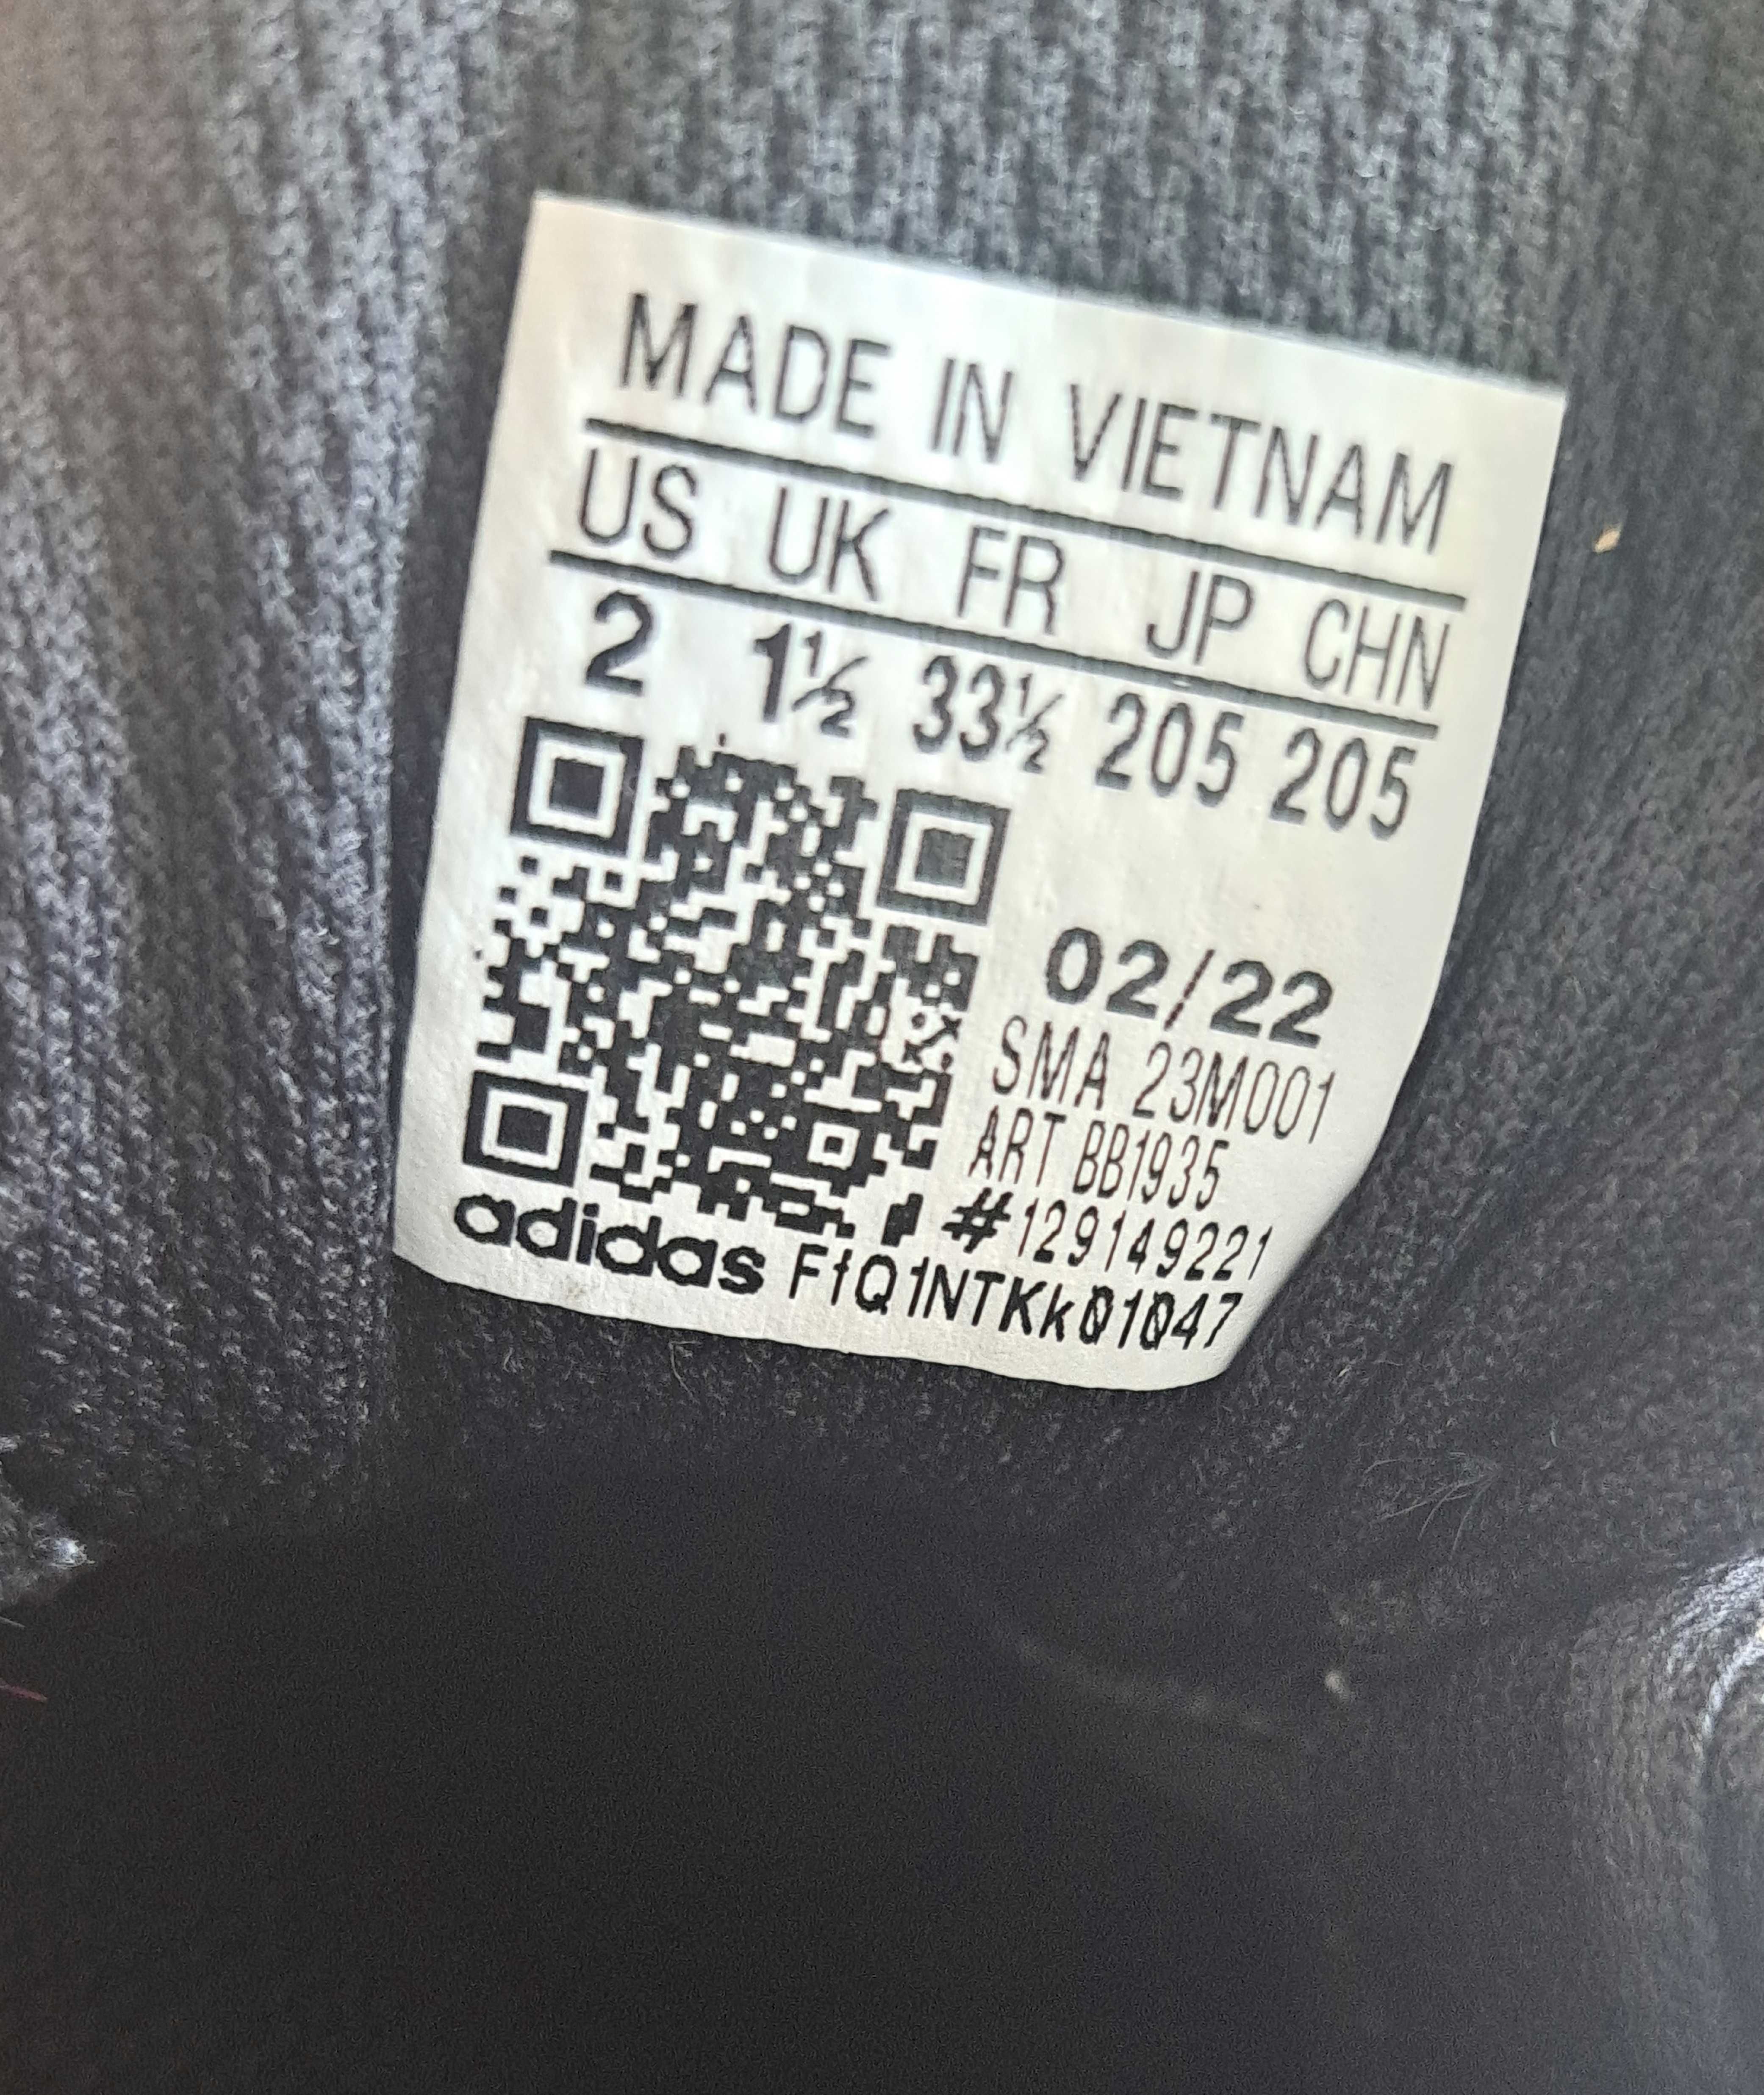 MADE IN VIETNAM
US UK FR JP CHN
2 1½ 33½ 205 205
02/22
SMA 23M001
ART BB1935
#129149221
adidas FfQ1NTKk01047